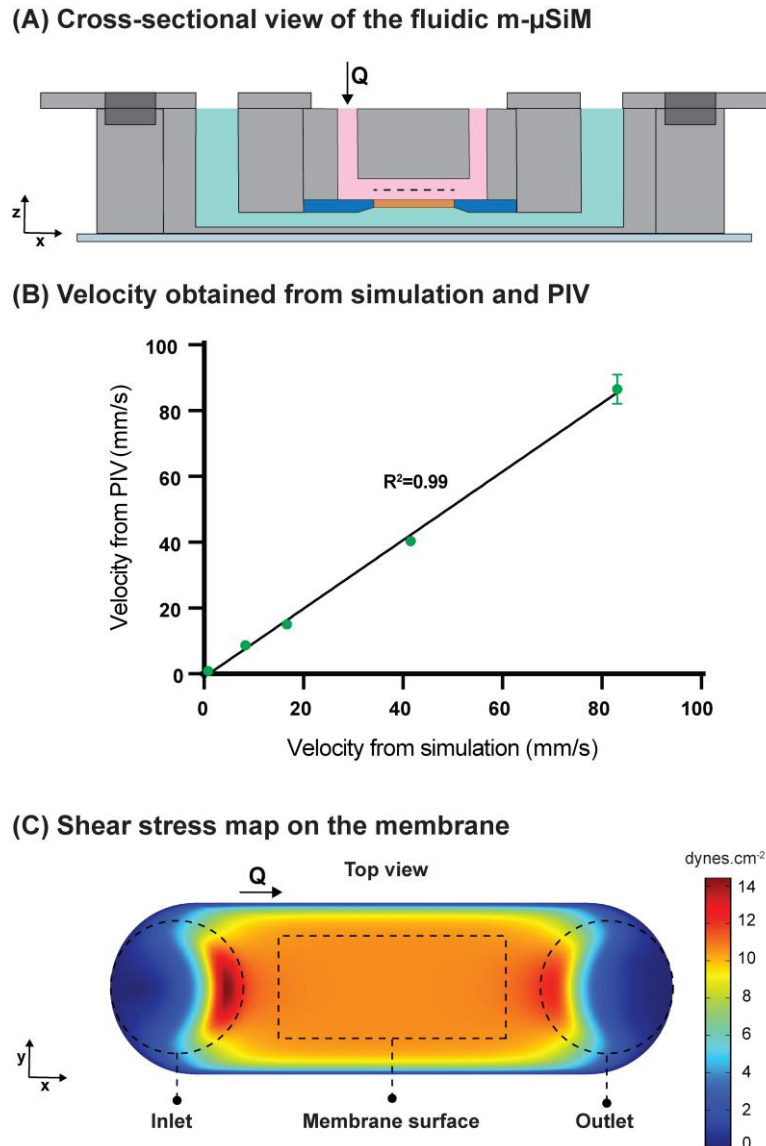 (A) Cross-sectional view of the fluidic m-µSiM
Q
z
x
(B) Velocity obtained from simulation and PIV
100
80
60
40
20
0
Velocity from PIV (mm/s)
R²=0.99
0 20 40 60 80 100
Velocity from simulation (mm/s)
(C) Shear stress map on the membrane
Q
Top view
dynes.cm⁻²
14
12
10
8
6
4
2
0
y
x
Inlet Membrane surface Outlet